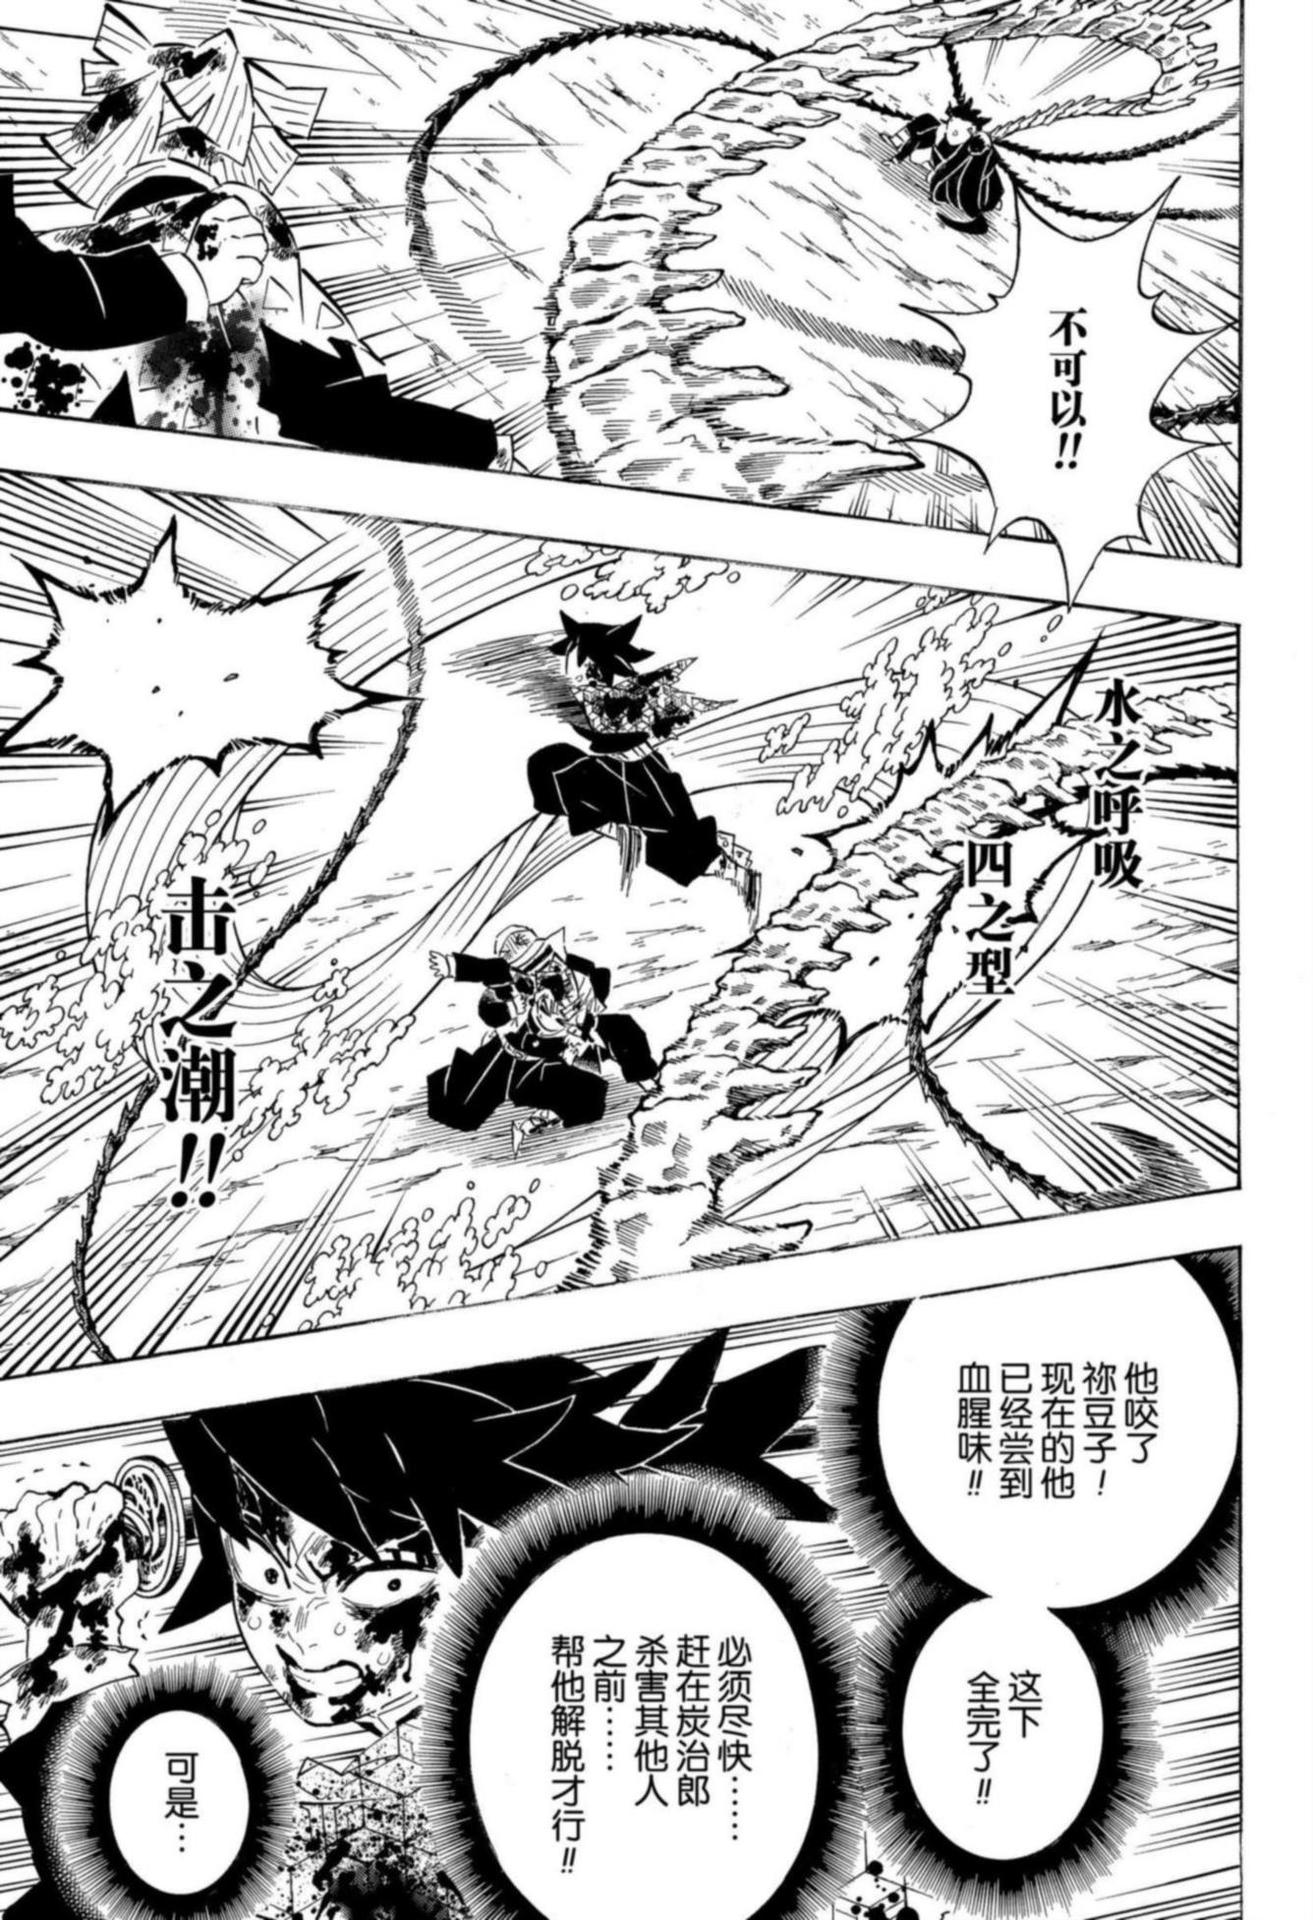 不可以!!
水之呼吸
四之型
击之潮!!
他咬了
祢豆子！
现在的他
已经尝到
血腥味!!
这下
全完了!!
必须尽快……
赶在炭治郎
杀害其他人
之前……
帮他解脱才行!!
可是…